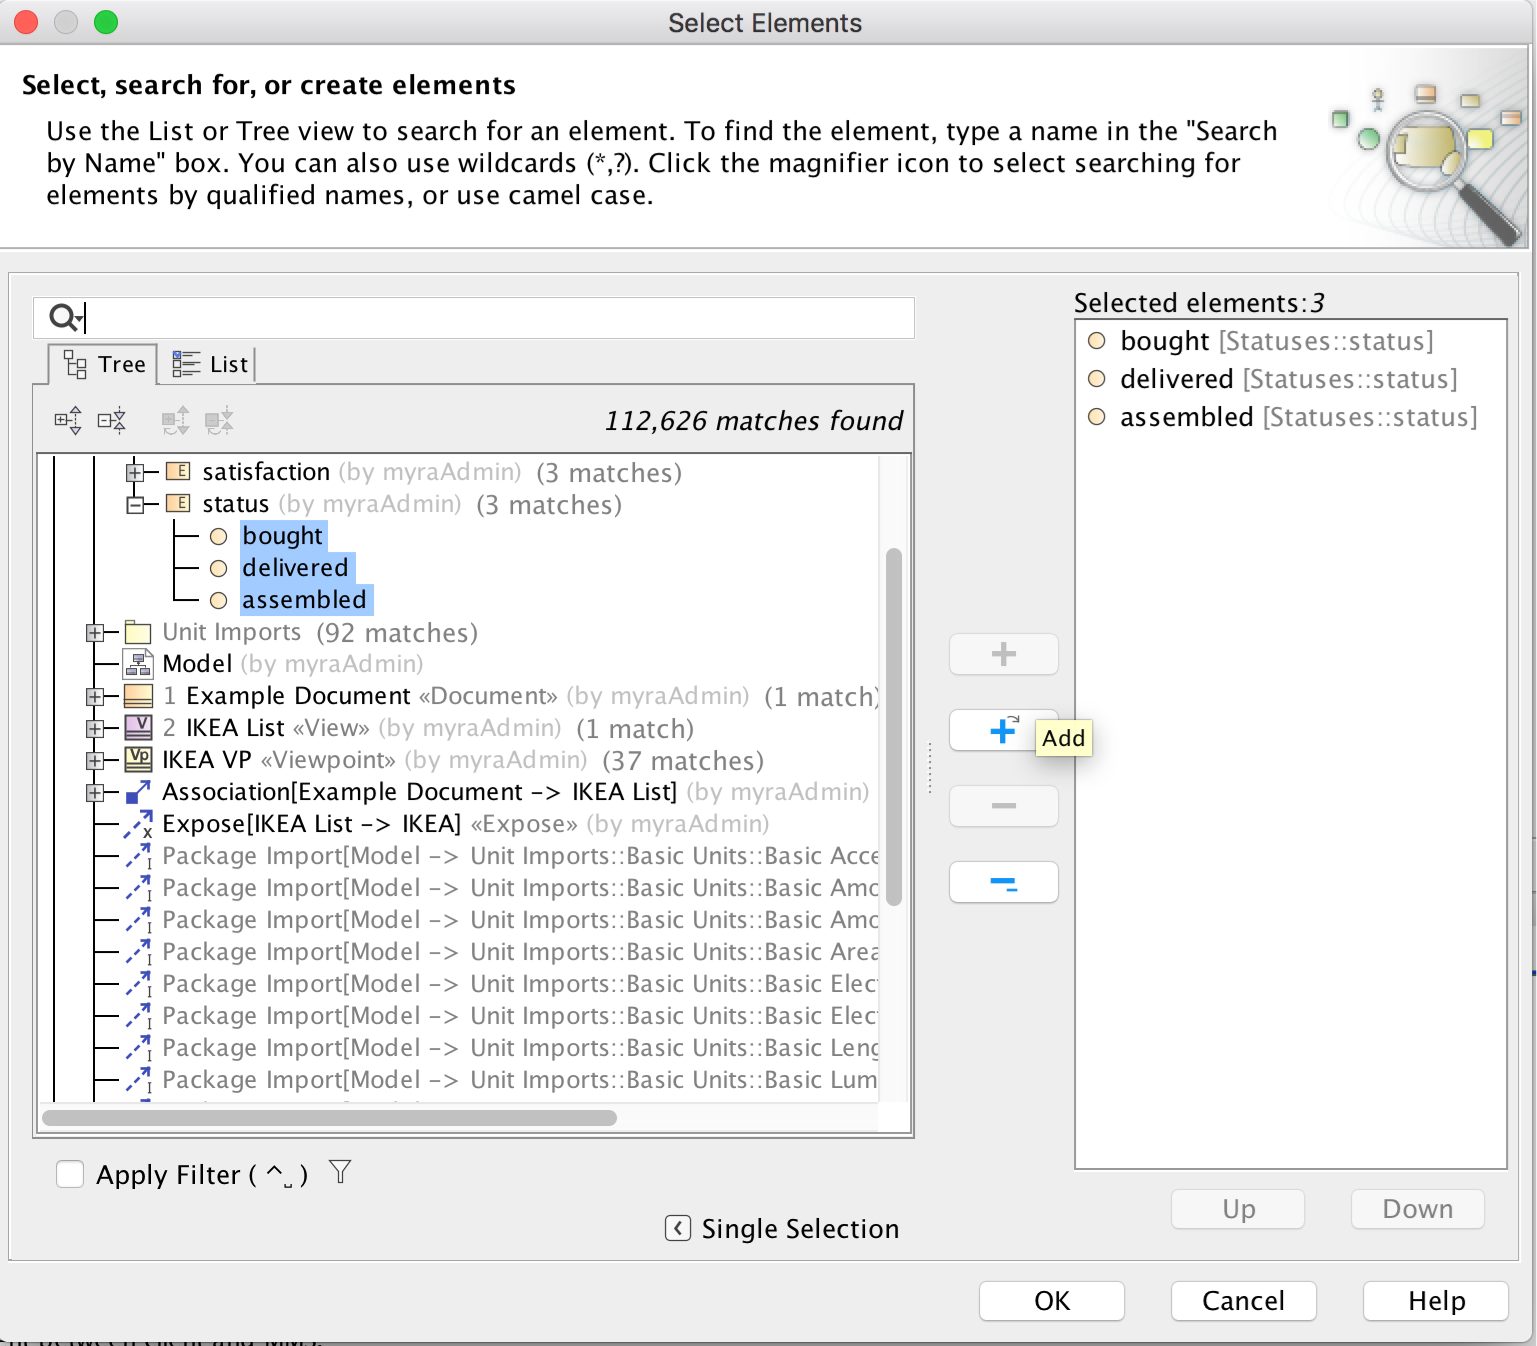 Select Elements
Select, search for, or create elements
Use the List or Tree view to search for an element. To find the element, type a name in the "Search
by Name" box. You can also use wildcards (*,?). Click the magnifier icon to select searching for
elements by qualified names, or use camel case.
Tree
List
112,626 matches found
satisfaction (by myraAdmin) (3 matches)
status (by myraAdmin) (3 matches)
bought
delivered
assembled
Unit Imports (92 matches)
Model (by myraAdmin)
1 Example Document «Document» (by myraAdmin) (1 match)
2 IKEA List «View» (by myraAdmin) (1 match)
IKEA VP «Viewpoint» (by myraAdmin) (37 matches)
Association[Example Document -> IKEA List] (by myraAdmin)
Expose[IKEA List -> IKEA] «Expose» (by myraAdmin)
Package Import[Model -> Unit Imports::Basic Units::Basic Acce
Package Import[Model -> Unit Imports::Basic Units::Basic Amo
Package Import[Model -> Unit Imports::Basic Units::Basic Amo
Package Import[Model -> Unit Imports::Basic Units::Basic Area
Package Import[Model -> Unit Imports::Basic Units::Basic Elec
Package Import[Model -> Unit Imports::Basic Units::Basic Elec
Package Import[Model -> Unit Imports::Basic Units::Basic Leng
Package Import[Model -> Unit Imports::Basic Units::Basic Lum
Apply Filter ( ^␣ )
Single Selection
Add
Selected elements:3
bought [Statuses::status]
delivered [Statuses::status]
assembled [Statuses::status]
Up
Down
OK
Cancel
Help